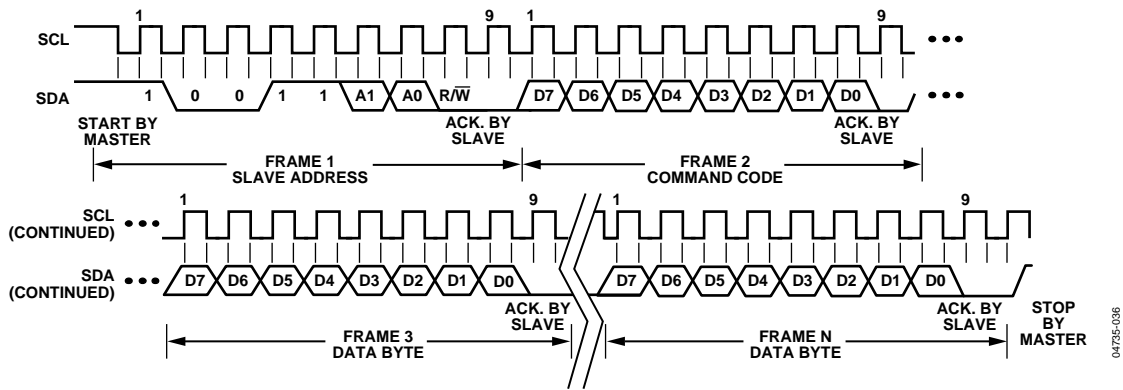 1 9 1 9
SCL
SDA 1 0 0 1 1 A1 A0 R/W̅ D7 D6 D5 D4 D3 D2 D1 D0
START BY MASTER
ACK. BY SLAVE
ACK. BY SLAVE
FRAME 1
SLAVE ADDRESS
FRAME 2
COMMAND CODE
1 9 1 9
SCL
(CONTINUED)
SDA
(CONTINUED)
D7 D6 D5 D4 D3 D2 D1 D0 D7 D6 D5 D4 D3 D2 D1 D0
ACK. BY
SLAVE
ACK. BY
SLAVE
STOP
BY
MASTER
FRAME 3
DATA BYTE
FRAME N
DATA BYTE
04735-036